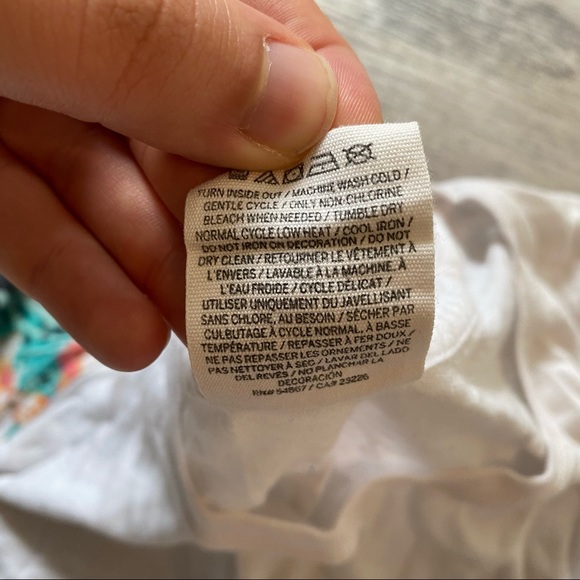 TURN INSIDE OUT / MACHINE WASH COLD /
GENTLE CYCLE / ONLY NON-CHLORINE
BLEACH WHEN NEEDED / TUMBLE DRY
NORMAL CYCLE LOW HEAT / COOL IRON /
DO NOT IRON ON DECORATION / DO NOT
DRY CLEAN / RETOURNER LE VÊTEMENT À
L'ENVERS / LAVABLE À LA MACHINE, À
L'EAU FROIDE / CYCLE DÉLICAT /
UTILISER UNIQUEMENT DU JAVELLISANT
SANS CHLORE, AU BESOIN / SÉCHER PAR
CULBUTAGE À CYCLE NORMAL, À BASSE
TEMPÉRATURE / REPASSER À FER DOUX /
NE PAS REPASSER LES ORNEMENTS / NE
PAS NETTOYER À SEC / LAVAR DEL LADO
DEL REVÉS / NO PLANCHAR LA
DECORACIÓN
RN# 54867 / CA# 23226